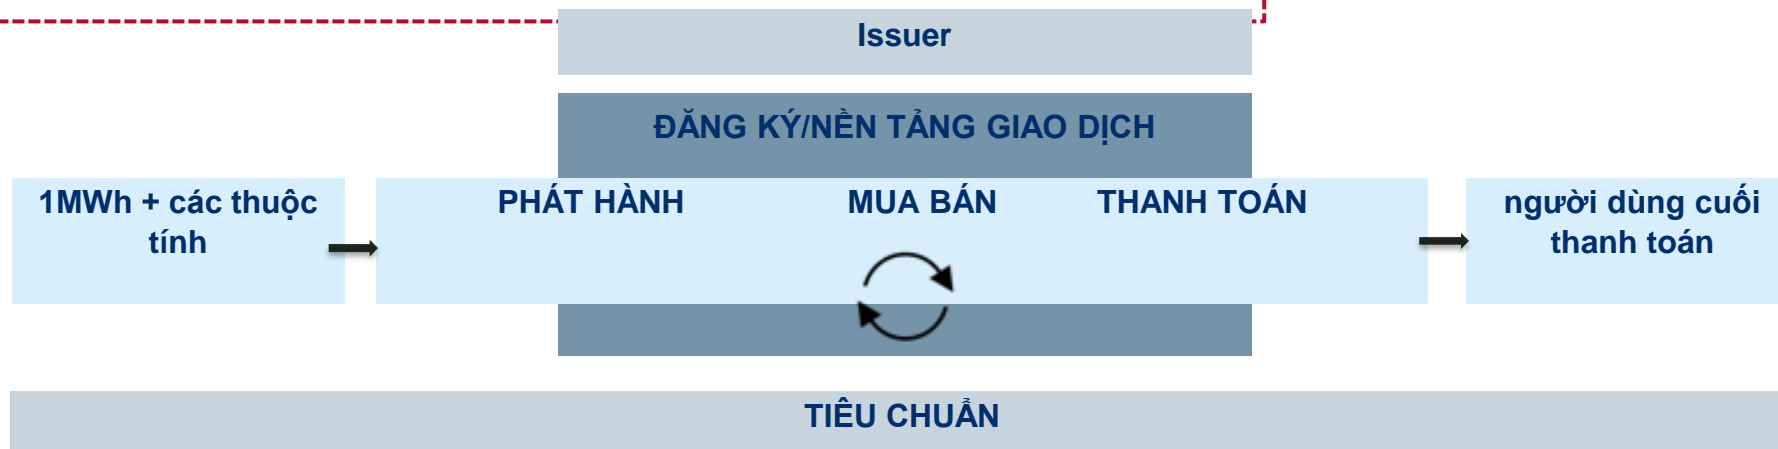 Issuer
ĐĂNG KÝ/NỀN TẢNG GIAO DỊCH
1MWh + các thuộc
tính
PHÁT HÀNH
MUA BÁN
THANH TOÁN
người dùng cuối
thanh toán
TIÊU CHUẨN